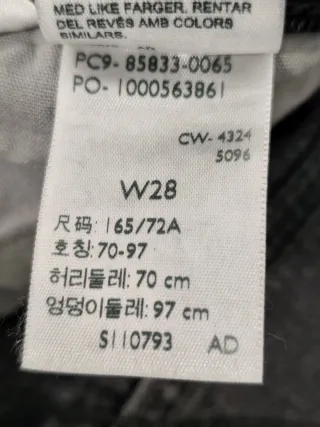 MED LIKE FARGER. RENTAR
DEL REVÉS AMB COLORS
SIMILARS.
PC9- 85833-0065
PO- 1000563861
CW- 4324
5096
W28
尺码: 165/72A
호칭: 70-97
허리둘레: 70 cm
엉덩이둘레: 97 cm
S110793 AD